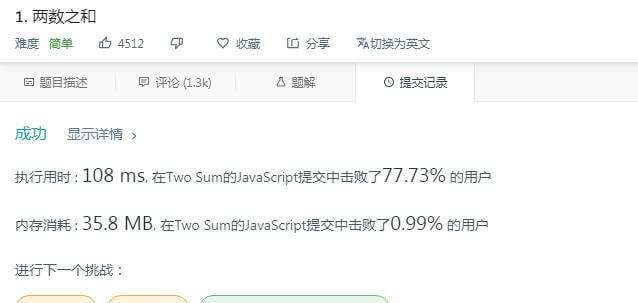 1. 两数之和
难度 简单 4512 收藏 分享 切换为英文
题目描述 评论 (1.3k) 题解 提交记录
成功 显示详情 >
执行用时 : 108 ms, 在Two Sum的JavaScript提交中击败了77.73% 的用户
内存消耗 : 35.8 MB, 在Two Sum的JavaScript提交中击败了0.99% 的用户
进行下一个挑战：